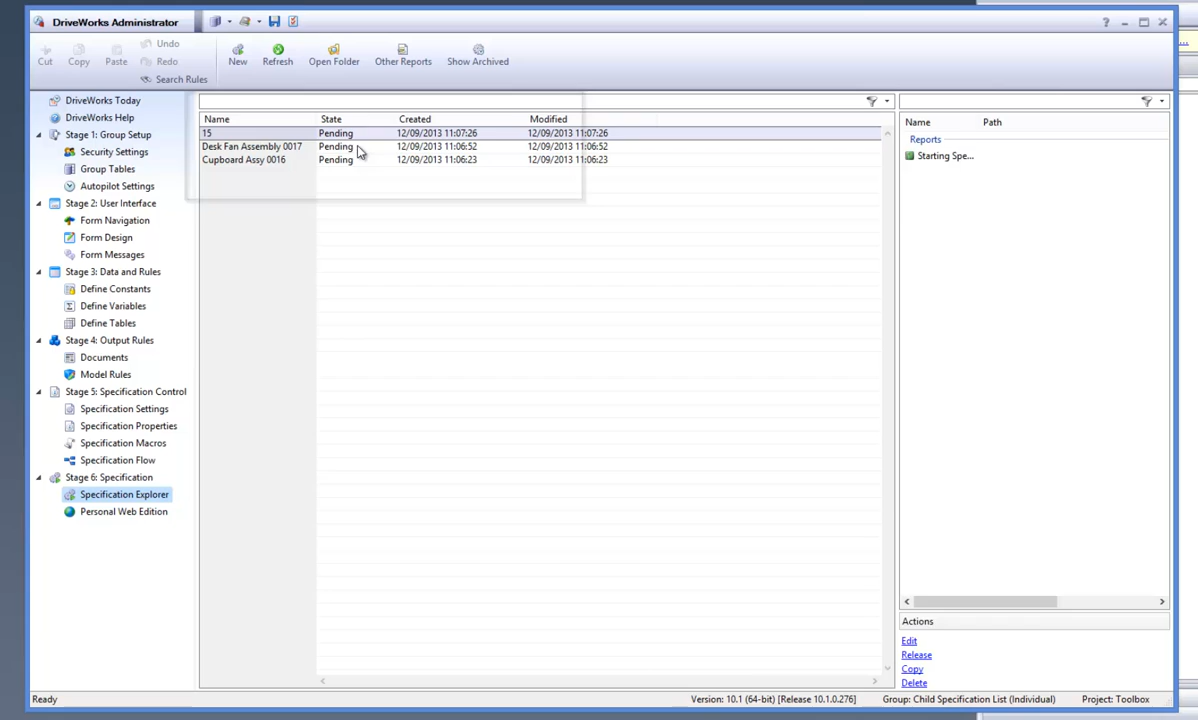 DriveWorks Administrator
?
Cut
Copy
Paste
Undo
Redo
Search Rules
New
Refresh
Open Folder
Other Reports
Show Archived
DriveWorks Today
DriveWorks Help
Stage 1: Group Setup
Security Settings
Group Tables
Autopilot Settings
Stage 2: User Interface
Form Navigation
Form Design
Form Messages
Stage 3: Data and Rules
Define Constants
Define Variables
Define Tables
Stage 4: Output Rules
Documents
Model Rules
Stage 5: Specification Control
Specification Settings
Specification Properties
Specification Macros
Specification Flow
Stage 6: Specification
Specification Explorer
Personal Web Edition
Name State Created Modified
15 Pending 12/09/2013 11:07:26 12/09/2013 11:07:26
Desk Fan Assembly 0017 Pending 12/09/2013 11:06:52 12/09/2013 11:06:52
Cupboard Assy 0016 Pending 12/09/2013 11:06:23 12/09/2013 11:06:23
Name Path
Reports
Starting Spe...
Actions
Edit
Release
Copy
Delete
Ready
Version: 10.1 (64-bit) [Release 10.1.0.276]
Group: Child Specification List (Individual)
Project: Toolbox